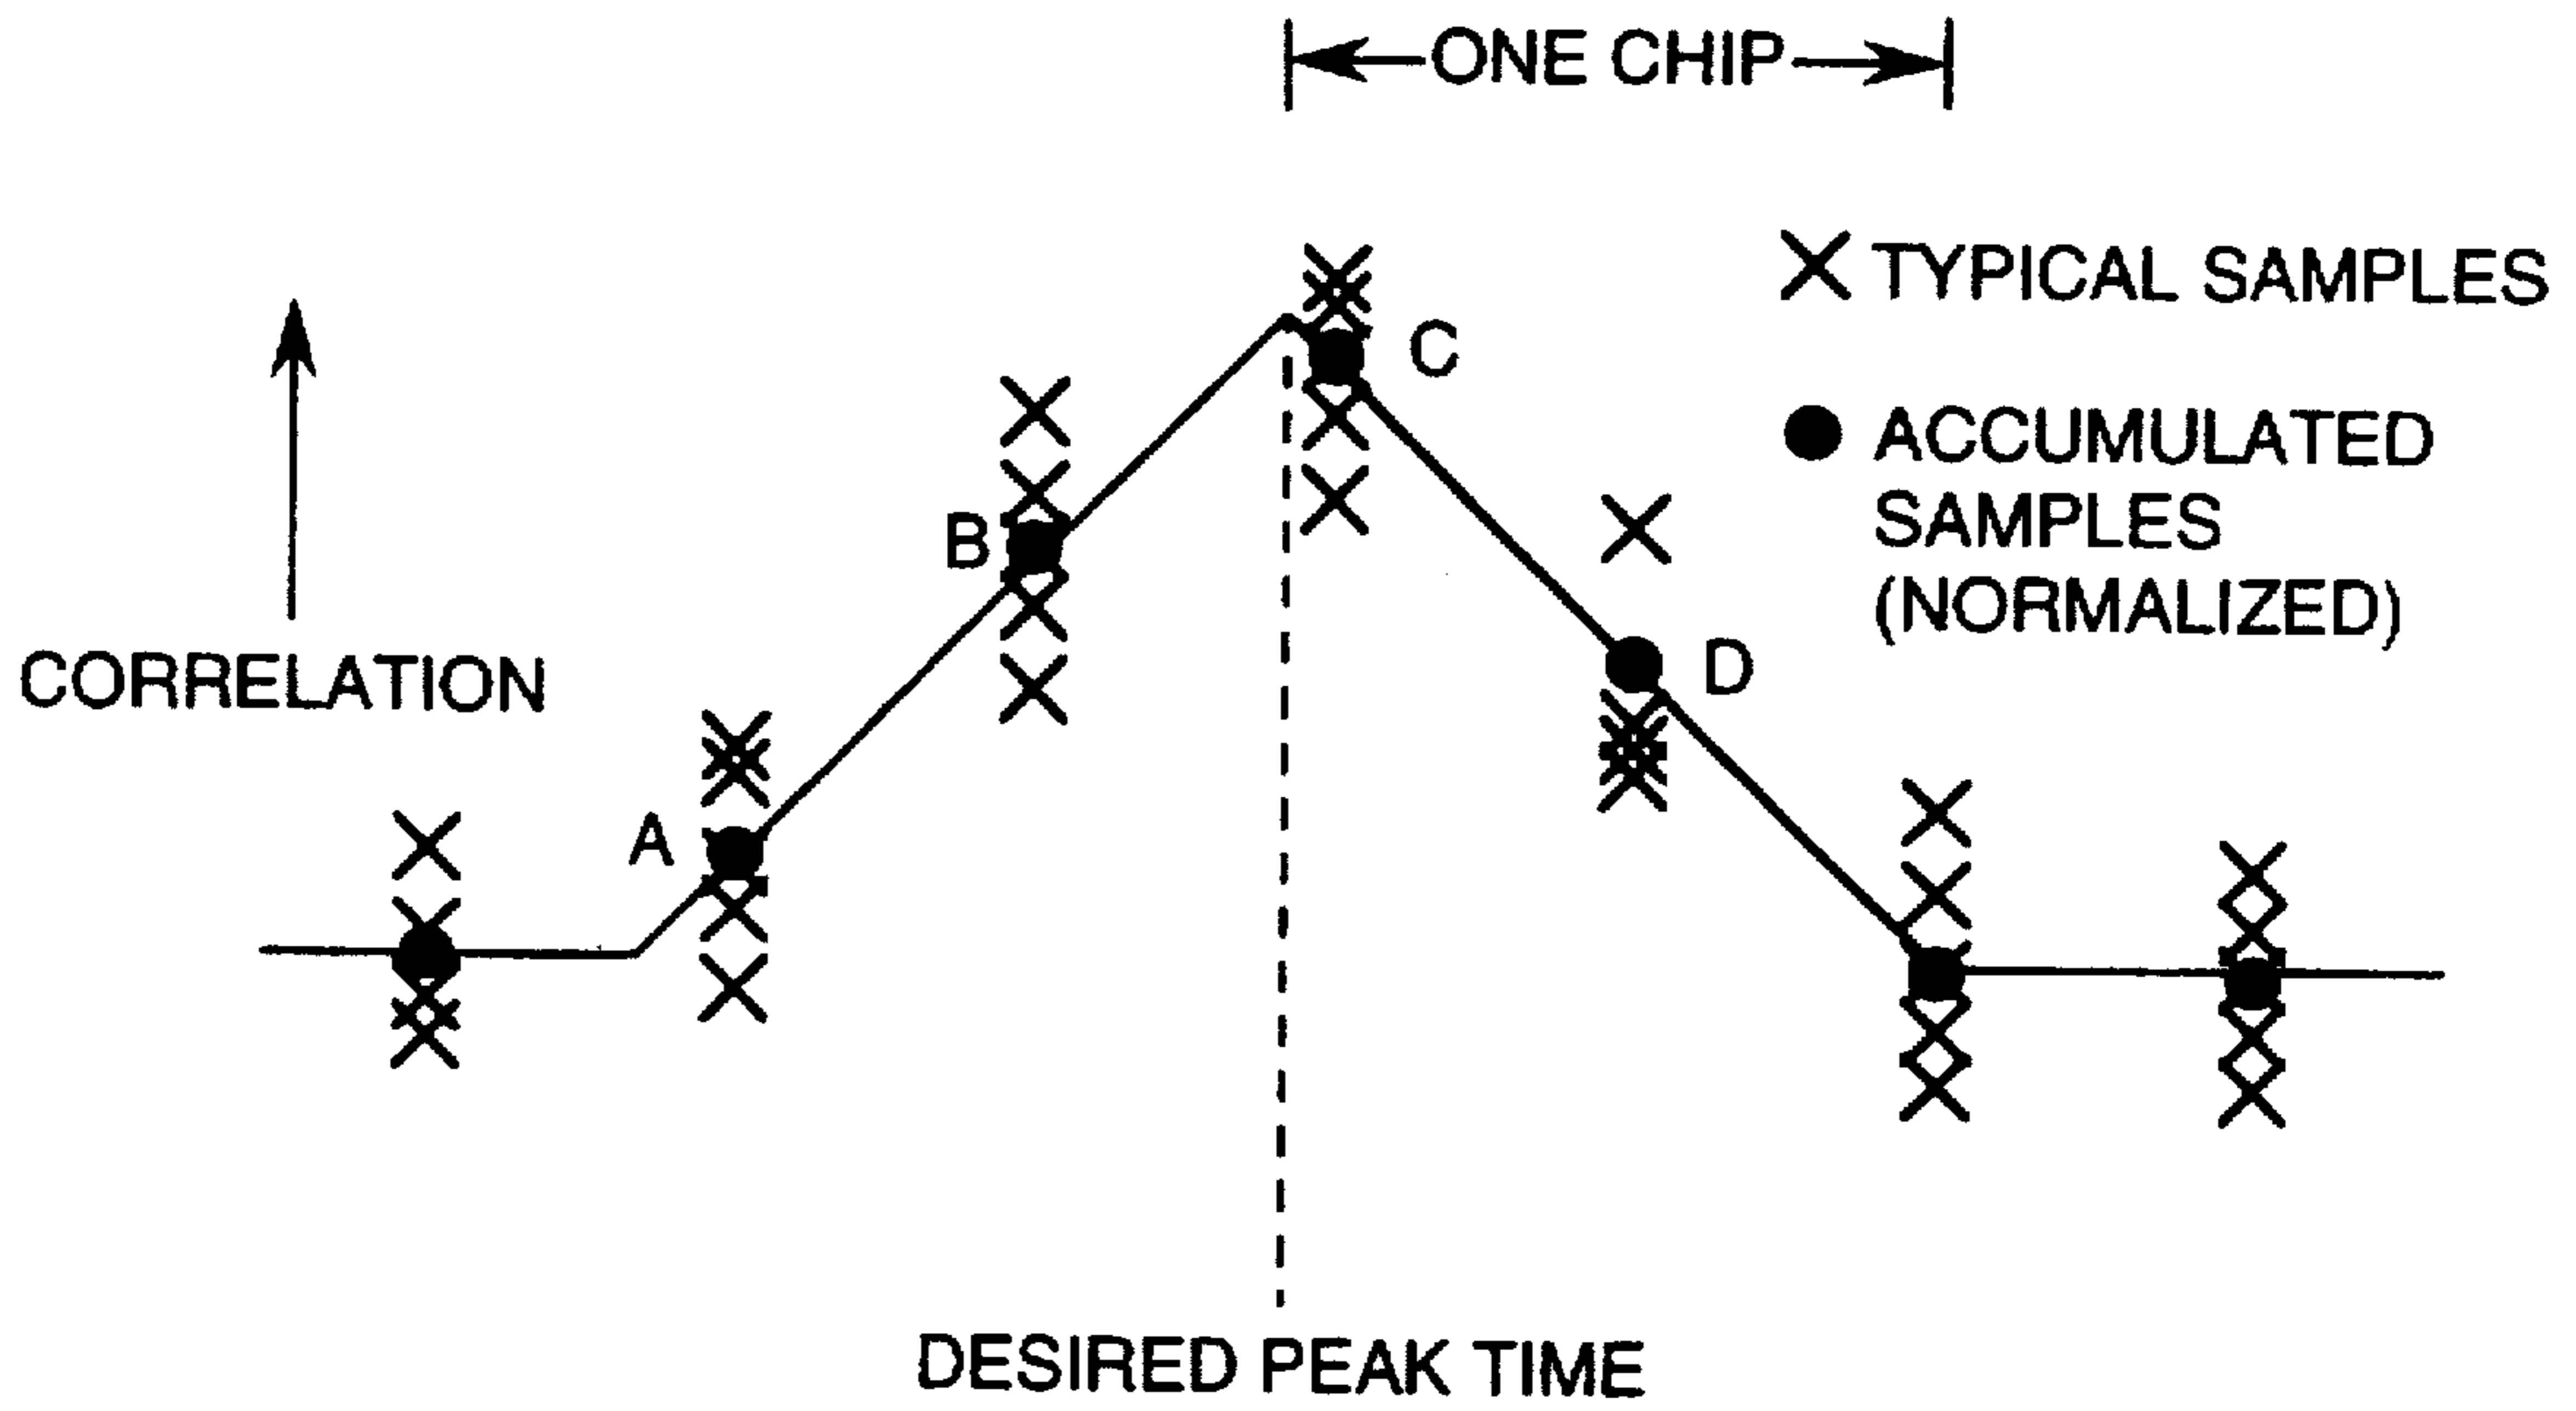 ONE CHIP
TYPICAL SAMPLES
C
ACCUMULATED
SAMPLES
(NORMALIZED)
B
CORRELATION
D
A
DESIRED PEAK TIME